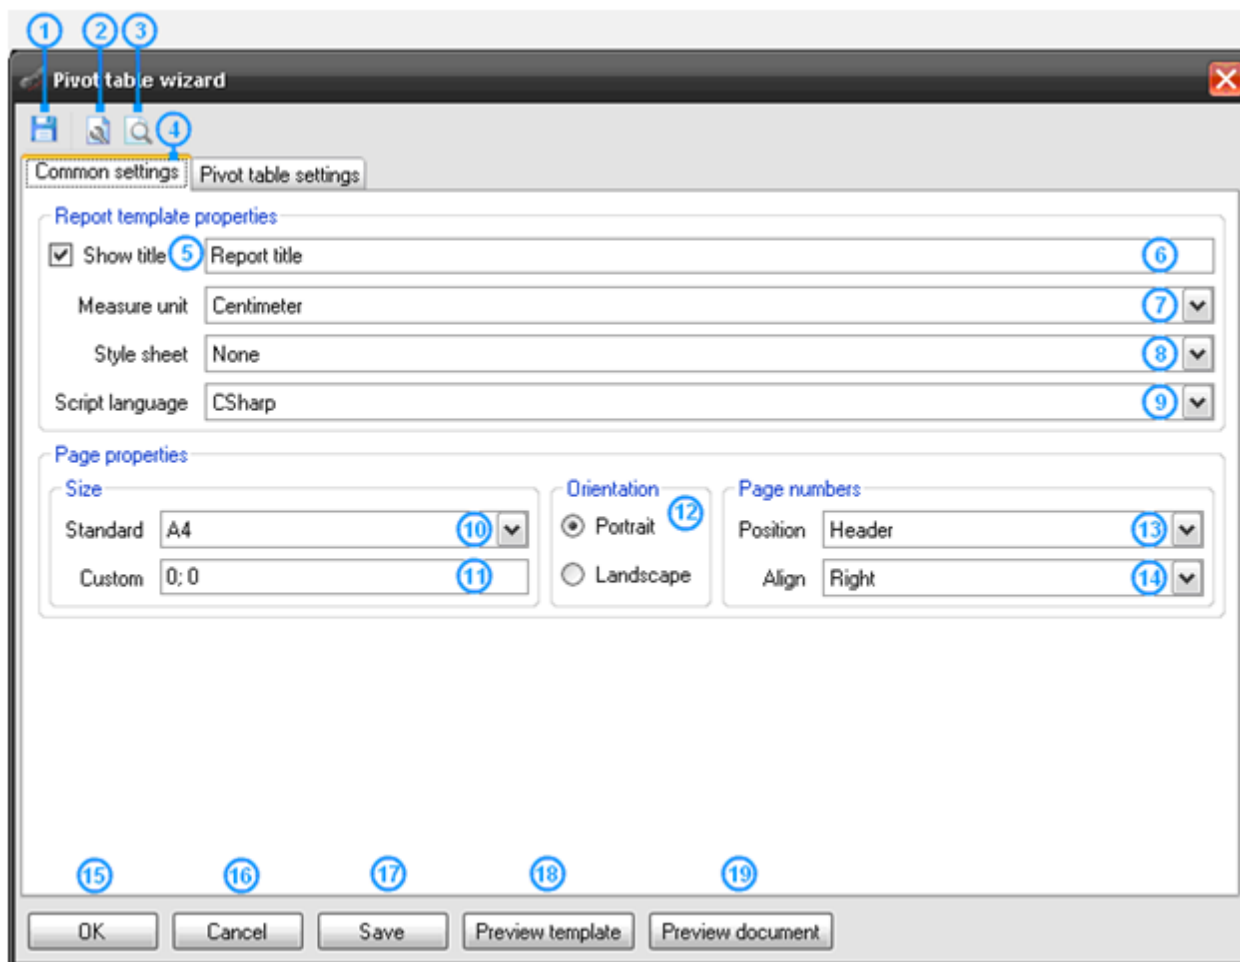 1 2 3
Pivot table wizard
4
Common settings Pivot table settings
Report template properties
Show title 5 Report title 6
Measure unit Centimeter 7
Style sheet None 8
Script language CSharp 9
Page properties
Size Orientation Page numbers
Standard A4 10 Portrait 12 Position Header 13
Custom 0; 0 11 Landscape Align Right 14
15 16 17 18 19
OK Cancel Save Preview template Preview document